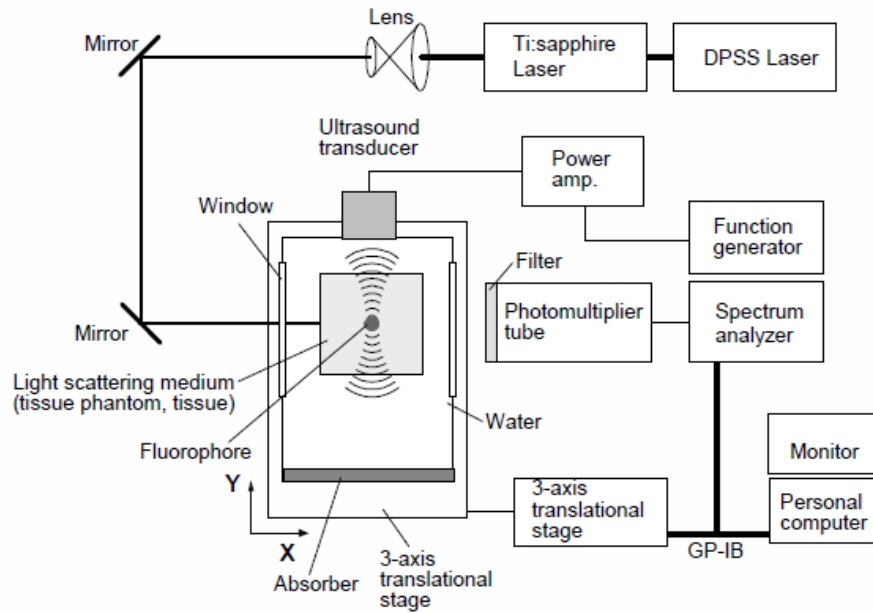 Lens
Mirror
Ti:sapphire
Laser
DPSS Laser
Ultrasound
transducer
Power
amp.
Window
Function
generator
Filter
Photomultiplier
tube
Spectrum
analyzer
Mirror
Light scattering medium
(tissue phantom, tissue)
Water
Fluorophore
Monitor
Y
3-axis
translational
stage
Personal
computer
X
GP-IB
Absorber
3-axis
translational
stage